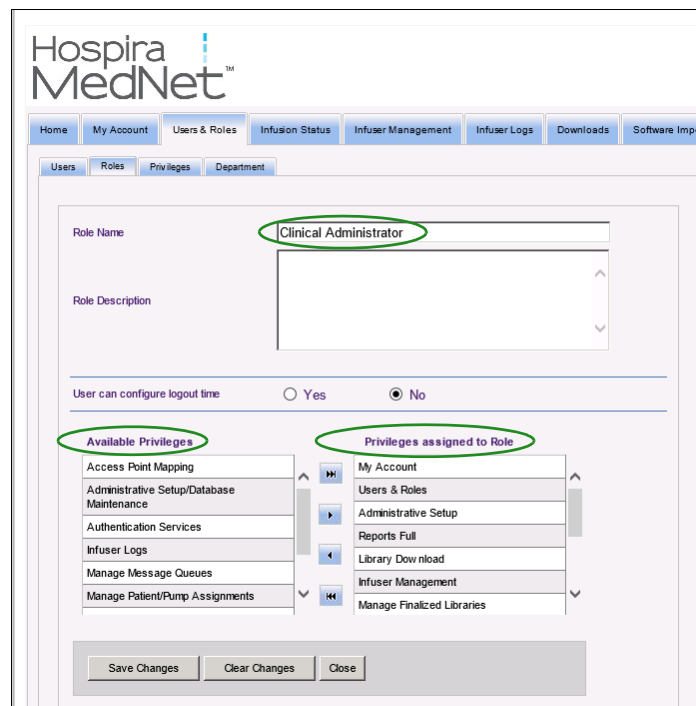 Hospira
MedNet™
Home My Account Users & Roles Infusion Status Infuser Management Infuser Logs Downloads Software Imp
Users Roles Privileges Department
Role Name Clinical Administrator
Role Description
User can configure logout time Yes No
Available Privileges Privileges assigned to Role
Access Point Mapping My Account
Administrative Setup/Database Users & Roles
Maintenance Administrative Setup
Authentication Services Reports Full
Infuser Logs Library Download
Manage Message Queues Infuser Management
Manage Patient/Pump Assignments Manage Finalized Libraries
Save Changes Clear Changes Close